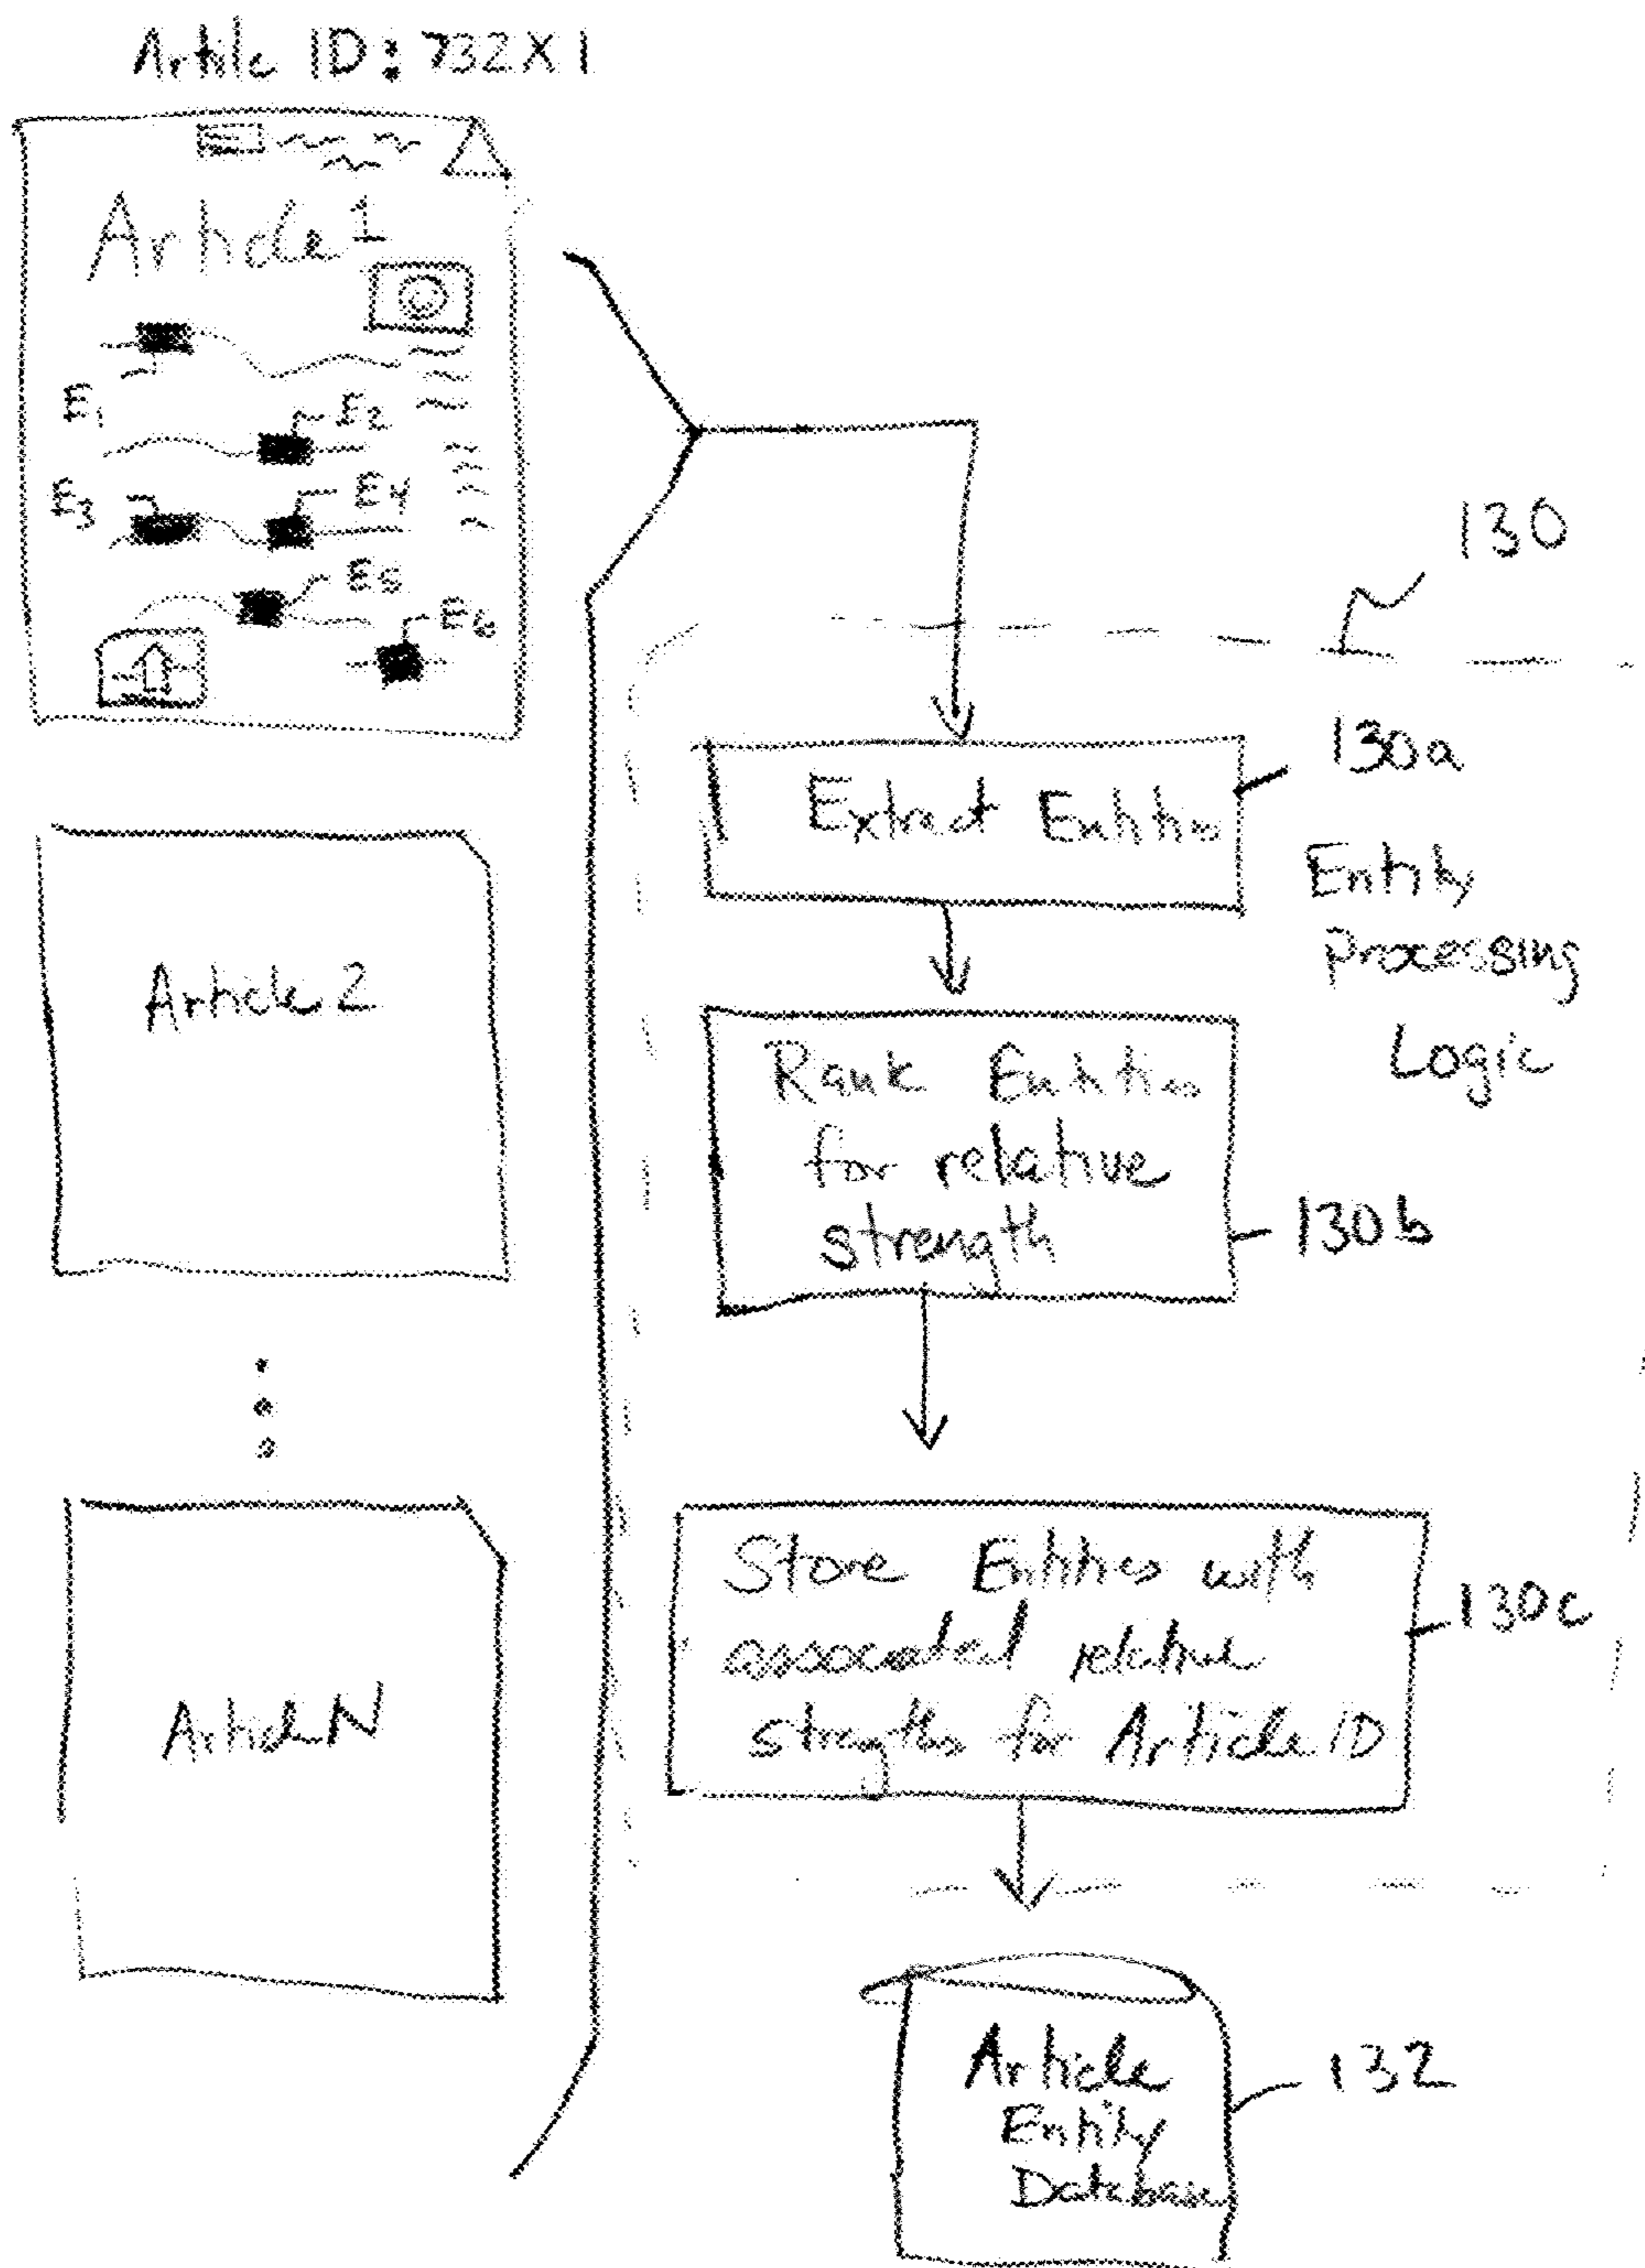 Article ID: 732X1
Article 1
E1
E2
E3
E4
E5
E6
Article 2
Article N
130
Extract Entities
130a
Entity
Processing
Logic
Rank Entities
for relative
strength
130b
Store Entities with
associated relative
strengths for Article ID
130c
Article
Entity
Database
132